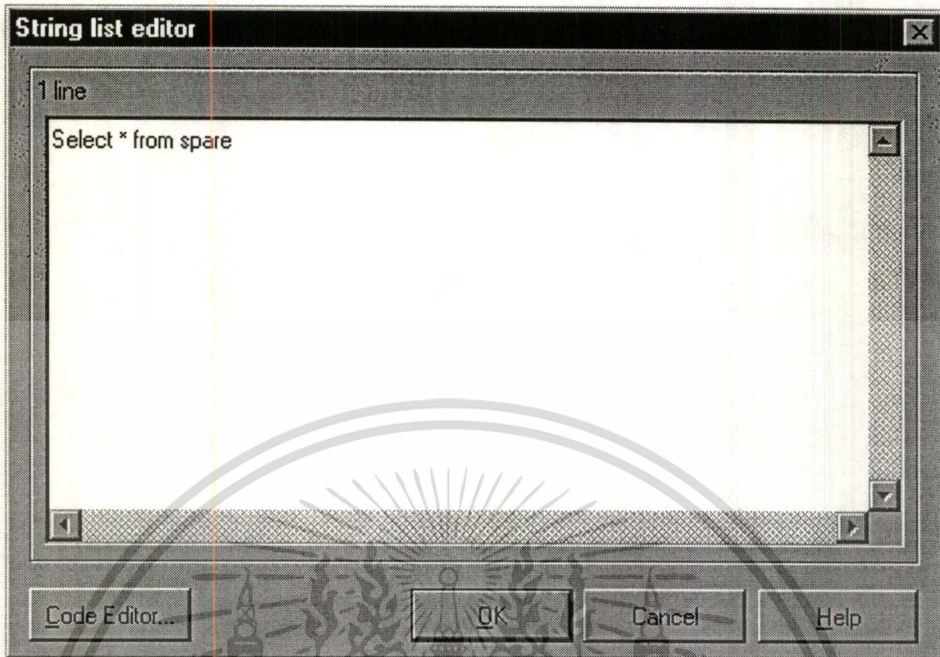 String list editor
1 line
Select * from spare
Code Editor...
OK
Cancel
Help